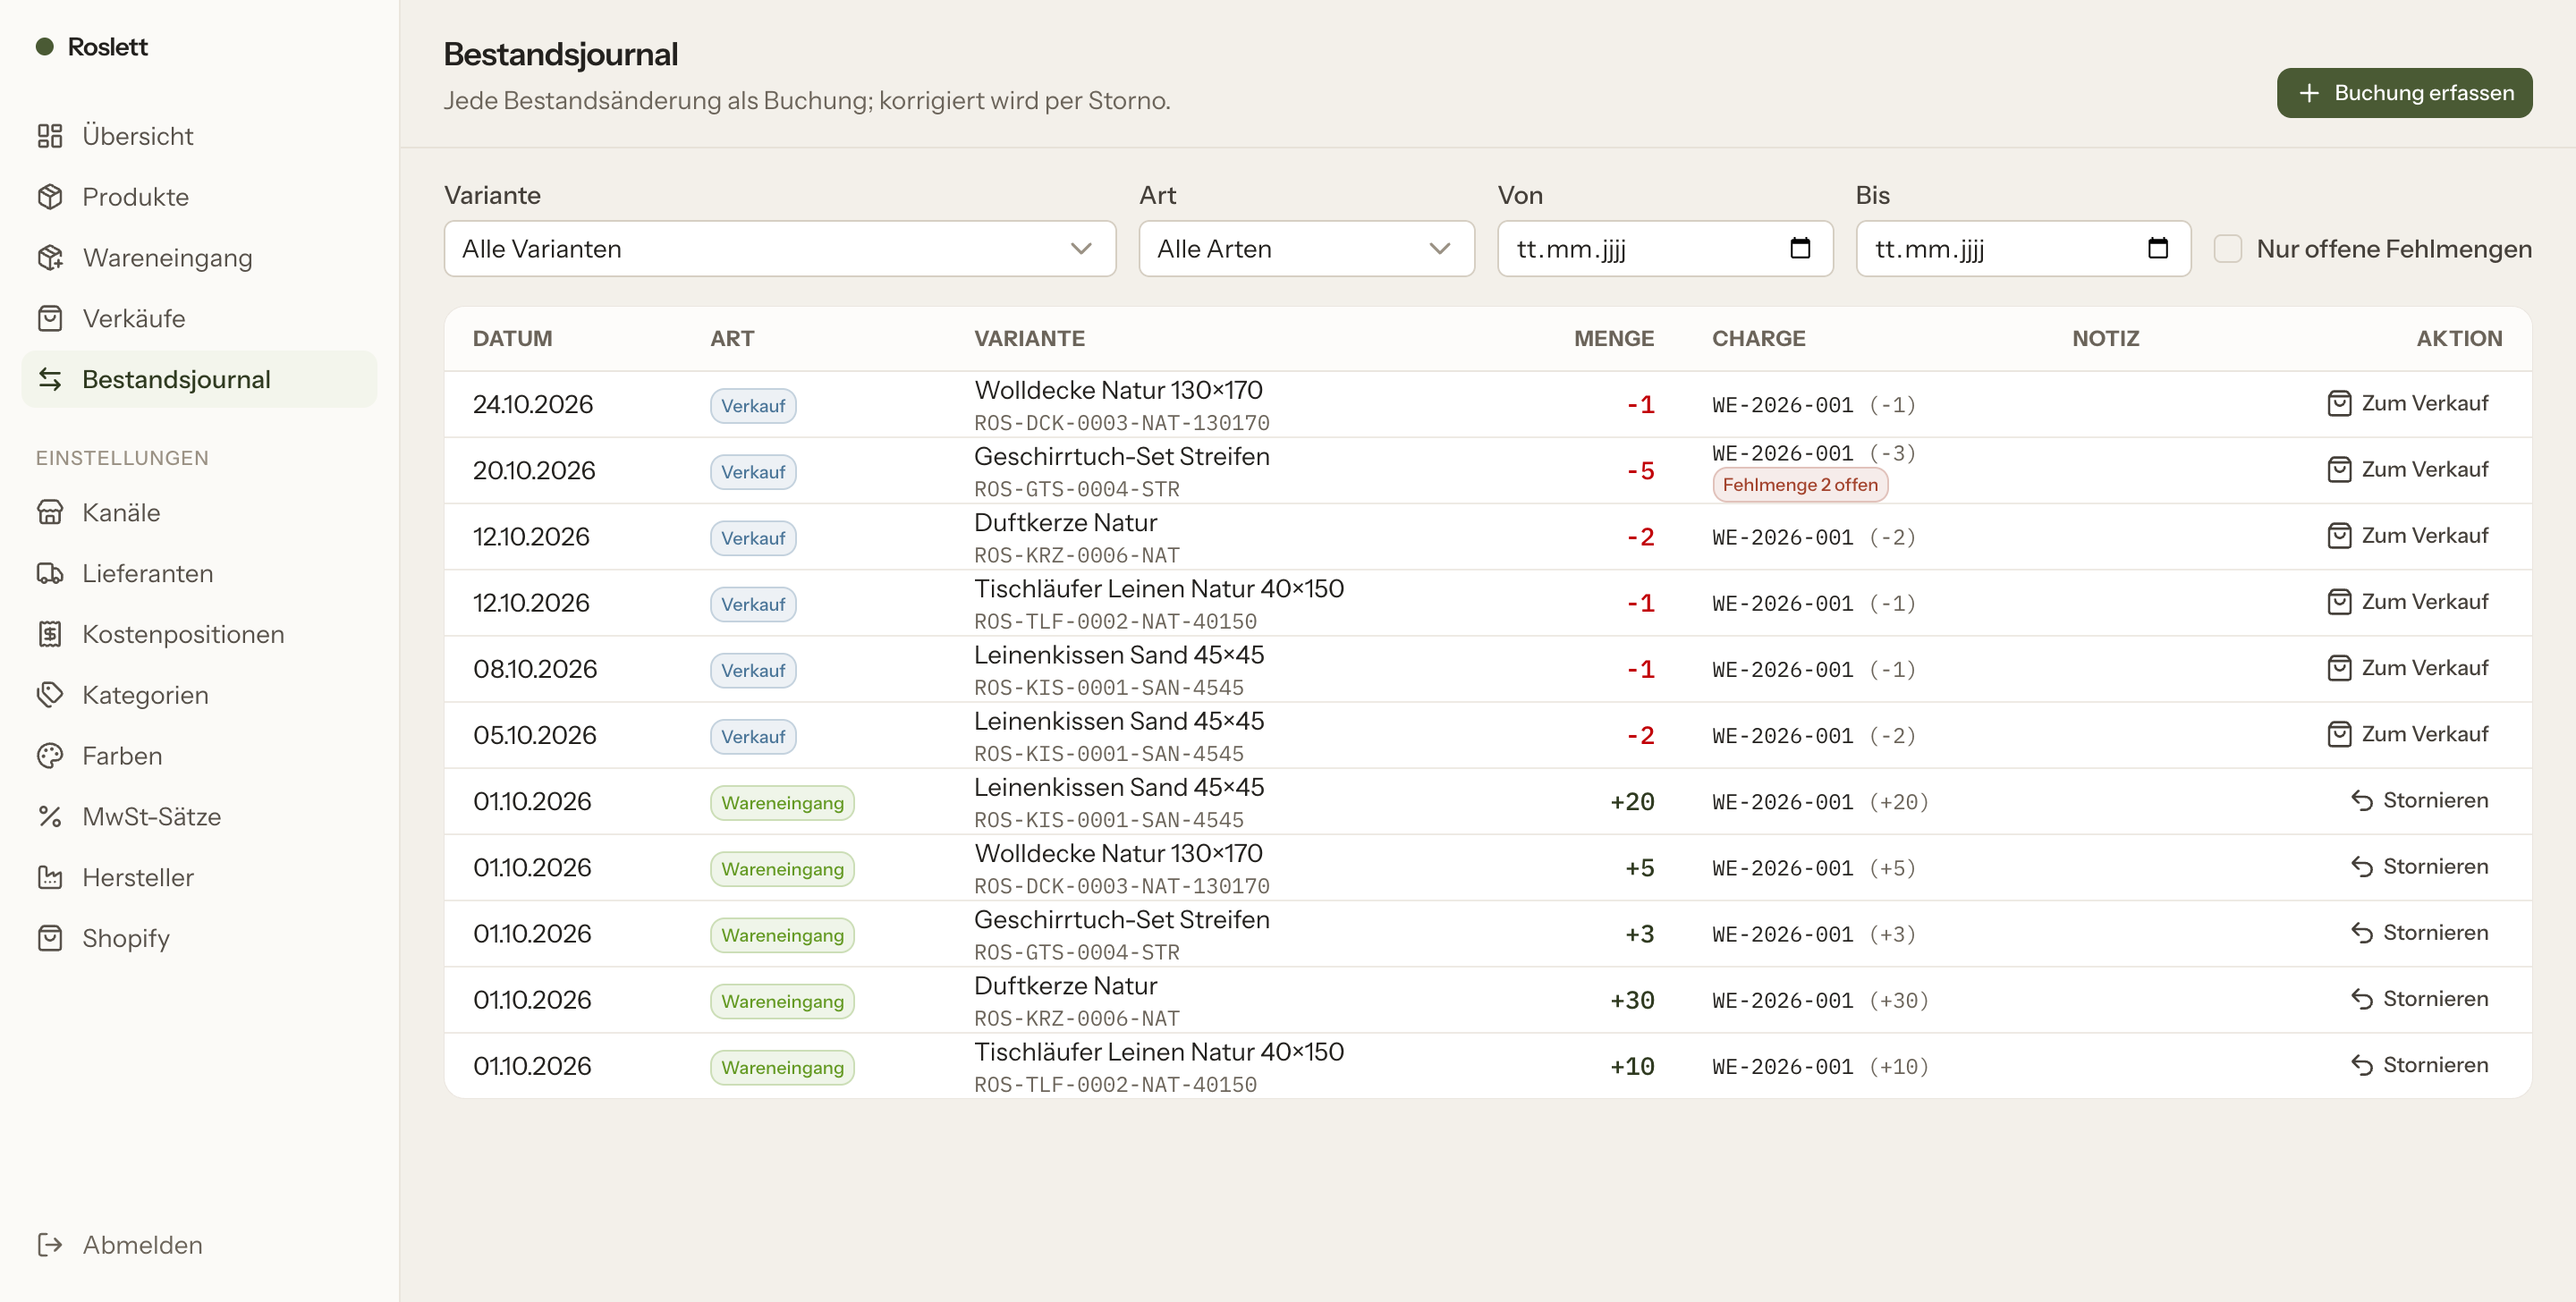 Roslett
Übersicht
Produkte
Wareneingang
Verkäufe
Bestandsjournal
EINSTELLUNGEN
Kanäle
Lieferanten
Kostenpositionen
Kategorien
Farben
MwSt-Sätze
Hersteller
Shopify
Abmelden
Bestandsjournal
Jede Bestandsänderung als Buchung; korrigiert wird per Storno.
Buchung erfassen
Variante Art Von Bis
Alle Varianten Alle Arten tt.mm.jjjj tt.mm.jjjj Nur offene Fehlmengen
DATUM ART VARIANTE MENGE CHARGE NOTIZ AKTION
24.10.2026 Verkauf Wolldecke Natur 130×170 -1 WE-2026-001 (-1) Zum Verkauf
ROS-DCK-0003-NAT-130170
20.10.2026 Verkauf Geschirrtuch-Set Streifen -5 WE-2026-001 (-3) Zum Verkauf
ROS-GTS-0004-STR Fehlmenge 2 offen
12.10.2026 Verkauf Duftkerze Natur -2 WE-2026-001 (-2) Zum Verkauf
ROS-KRZ-0006-NAT
12.10.2026 Verkauf Tischläufer Leinen Natur 40×150 -1 WE-2026-001 (-1) Zum Verkauf
ROS-TLF-0002-NAT-40150
08.10.2026 Verkauf Leinenkissen Sand 45×45 -1 WE-2026-001 (-1) Zum Verkauf
ROS-KIS-0001-SAN-4545
05.10.2026 Verkauf Leinenkissen Sand 45×45 -2 WE-2026-001 (-2) Zum Verkauf
ROS-KIS-0001-SAN-4545
01.10.2026 Wareneingang Leinenkissen Sand 45×45 +20 WE-2026-001 (+20) Stornieren
ROS-KIS-0001-SAN-4545
01.10.2026 Wareneingang Wolldecke Natur 130×170 +5 WE-2026-001 (+5) Stornieren
ROS-DCK-0003-NAT-130170
01.10.2026 Wareneingang Geschirrtuch-Set Streifen +3 WE-2026-001 (+3) Stornieren
ROS-GTS-0004-STR
01.10.2026 Wareneingang Duftkerze Natur +30 WE-2026-001 (+30) Stornieren
ROS-KRZ-0006-NAT
01.10.2026 Wareneingang Tischläufer Leinen Natur 40×150 +10 WE-2026-001 (+10) Stornieren
ROS-TLF-0002-NAT-40150